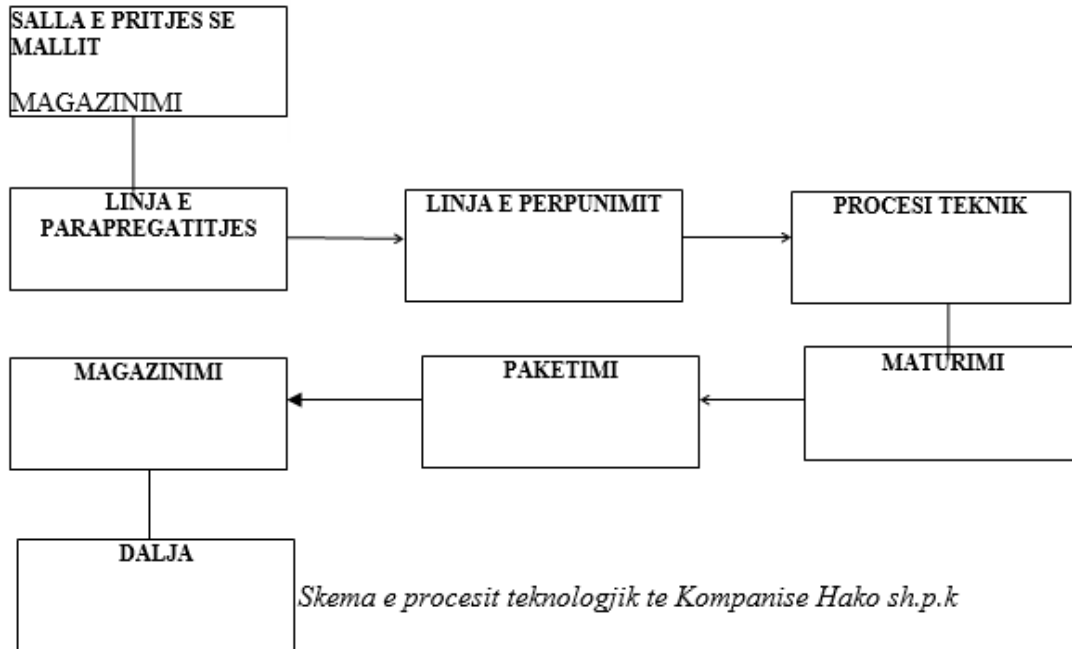 SALLA E PRITJES SE
MALLIT
MAGAZINIMI
LINJA E
PARAPREGATITJES
LINJA E PERPUNIMIT
PROCESI TEKNIK
MATURIMI
PAKETIMI
MAGAZINIMI
DALJA
Skema e procesit teknologjik te Kompanise Hako sh.p.k